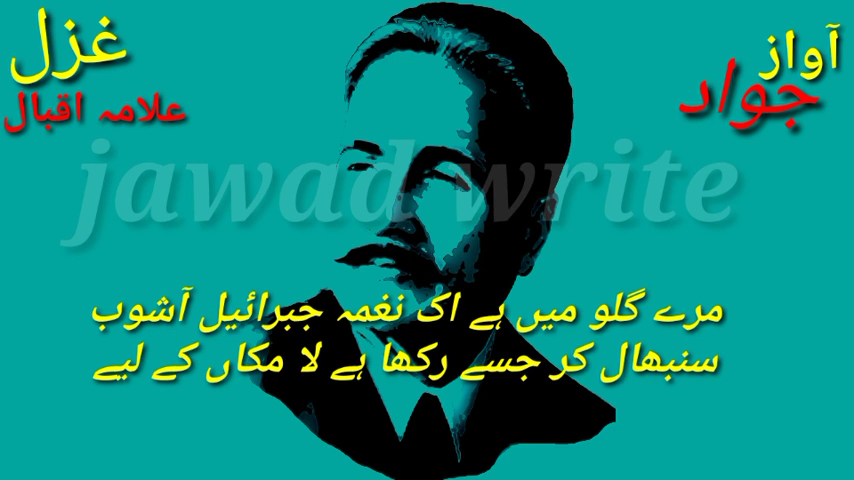 غزل
علامہ اقبال
آواز
جواد
jawad write
مرے گلو میں ہے اک نغمہ جبرائیل آشوب
سنبھال کر جسے رکھا ہے لا مکاں کے لیے